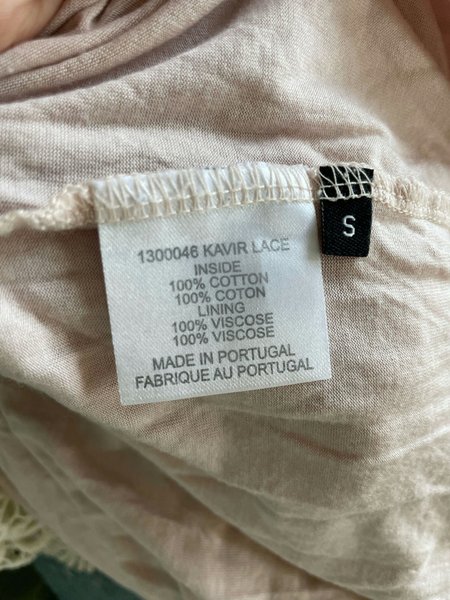 1300046 KAVIR LACE
INSIDE
100% COTTON
100% COTON
LINING
100% VISCOSE
100% VISCOSE
MADE IN PORTUGAL
FABRIQUE AU PORTUGAL
S